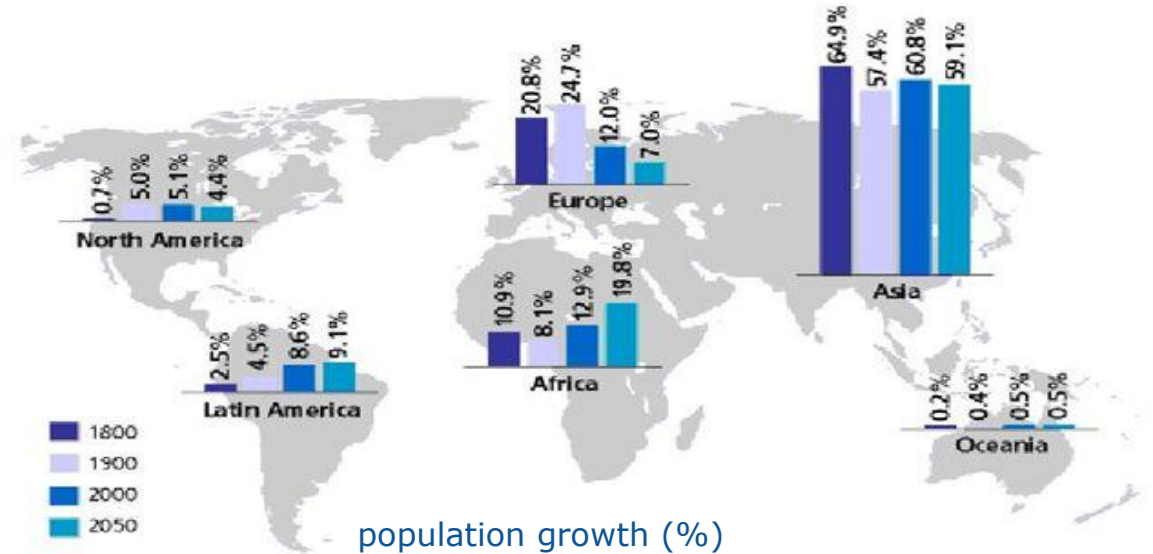 0.7% 5.0% 5.1% 4.4%
North America
20.8% 24.7% 12.0% 7.0%
Europe
64.9% 57.4% 60.8% 59.1%
Asia
2.5% 4.5% 8.6% 9.1%
Latin America
10.9% 8.1% 12.9% 19.8%
Africa
0.2% 0.4% 0.5% 0.5%
Oceania
1800
1900
2000
2050
population growth (%)